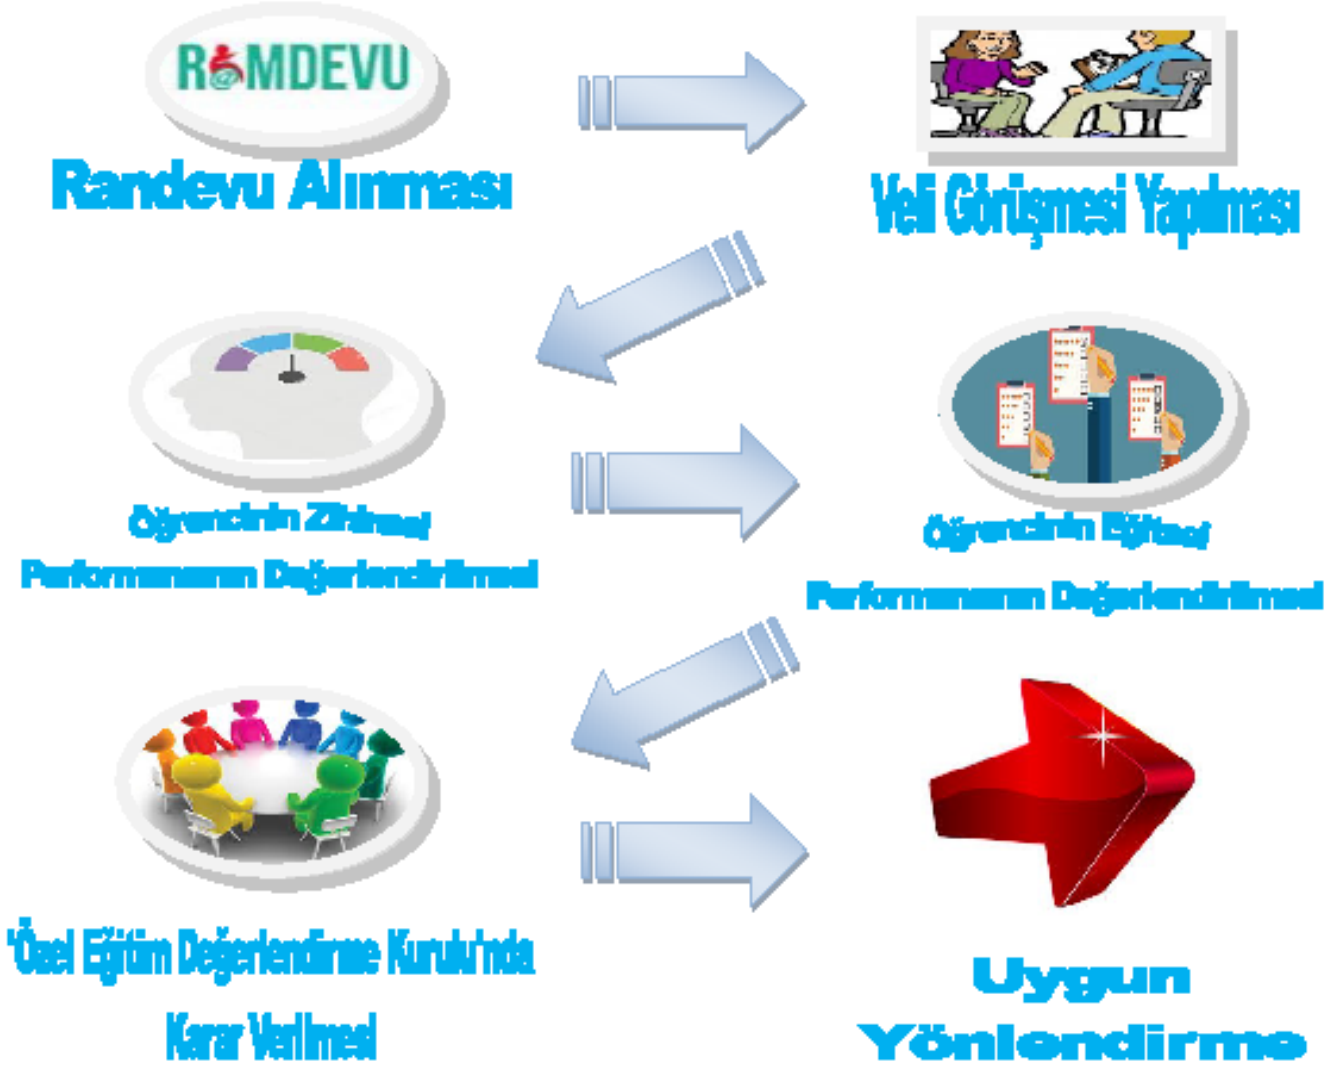 RAMDEVU
Randevu Alınması
Veli Görüşmesi Yapılması
Öğrencinin Zihinsel
Performansının Değerlendirilmesi
Öğrencinin Eğitsel
Performansının Değerlendirilmesi
'Özel Eğitim Değerlendirme Kurulu'nda
Karar Verilmesi
Uygun
Yönlendirme